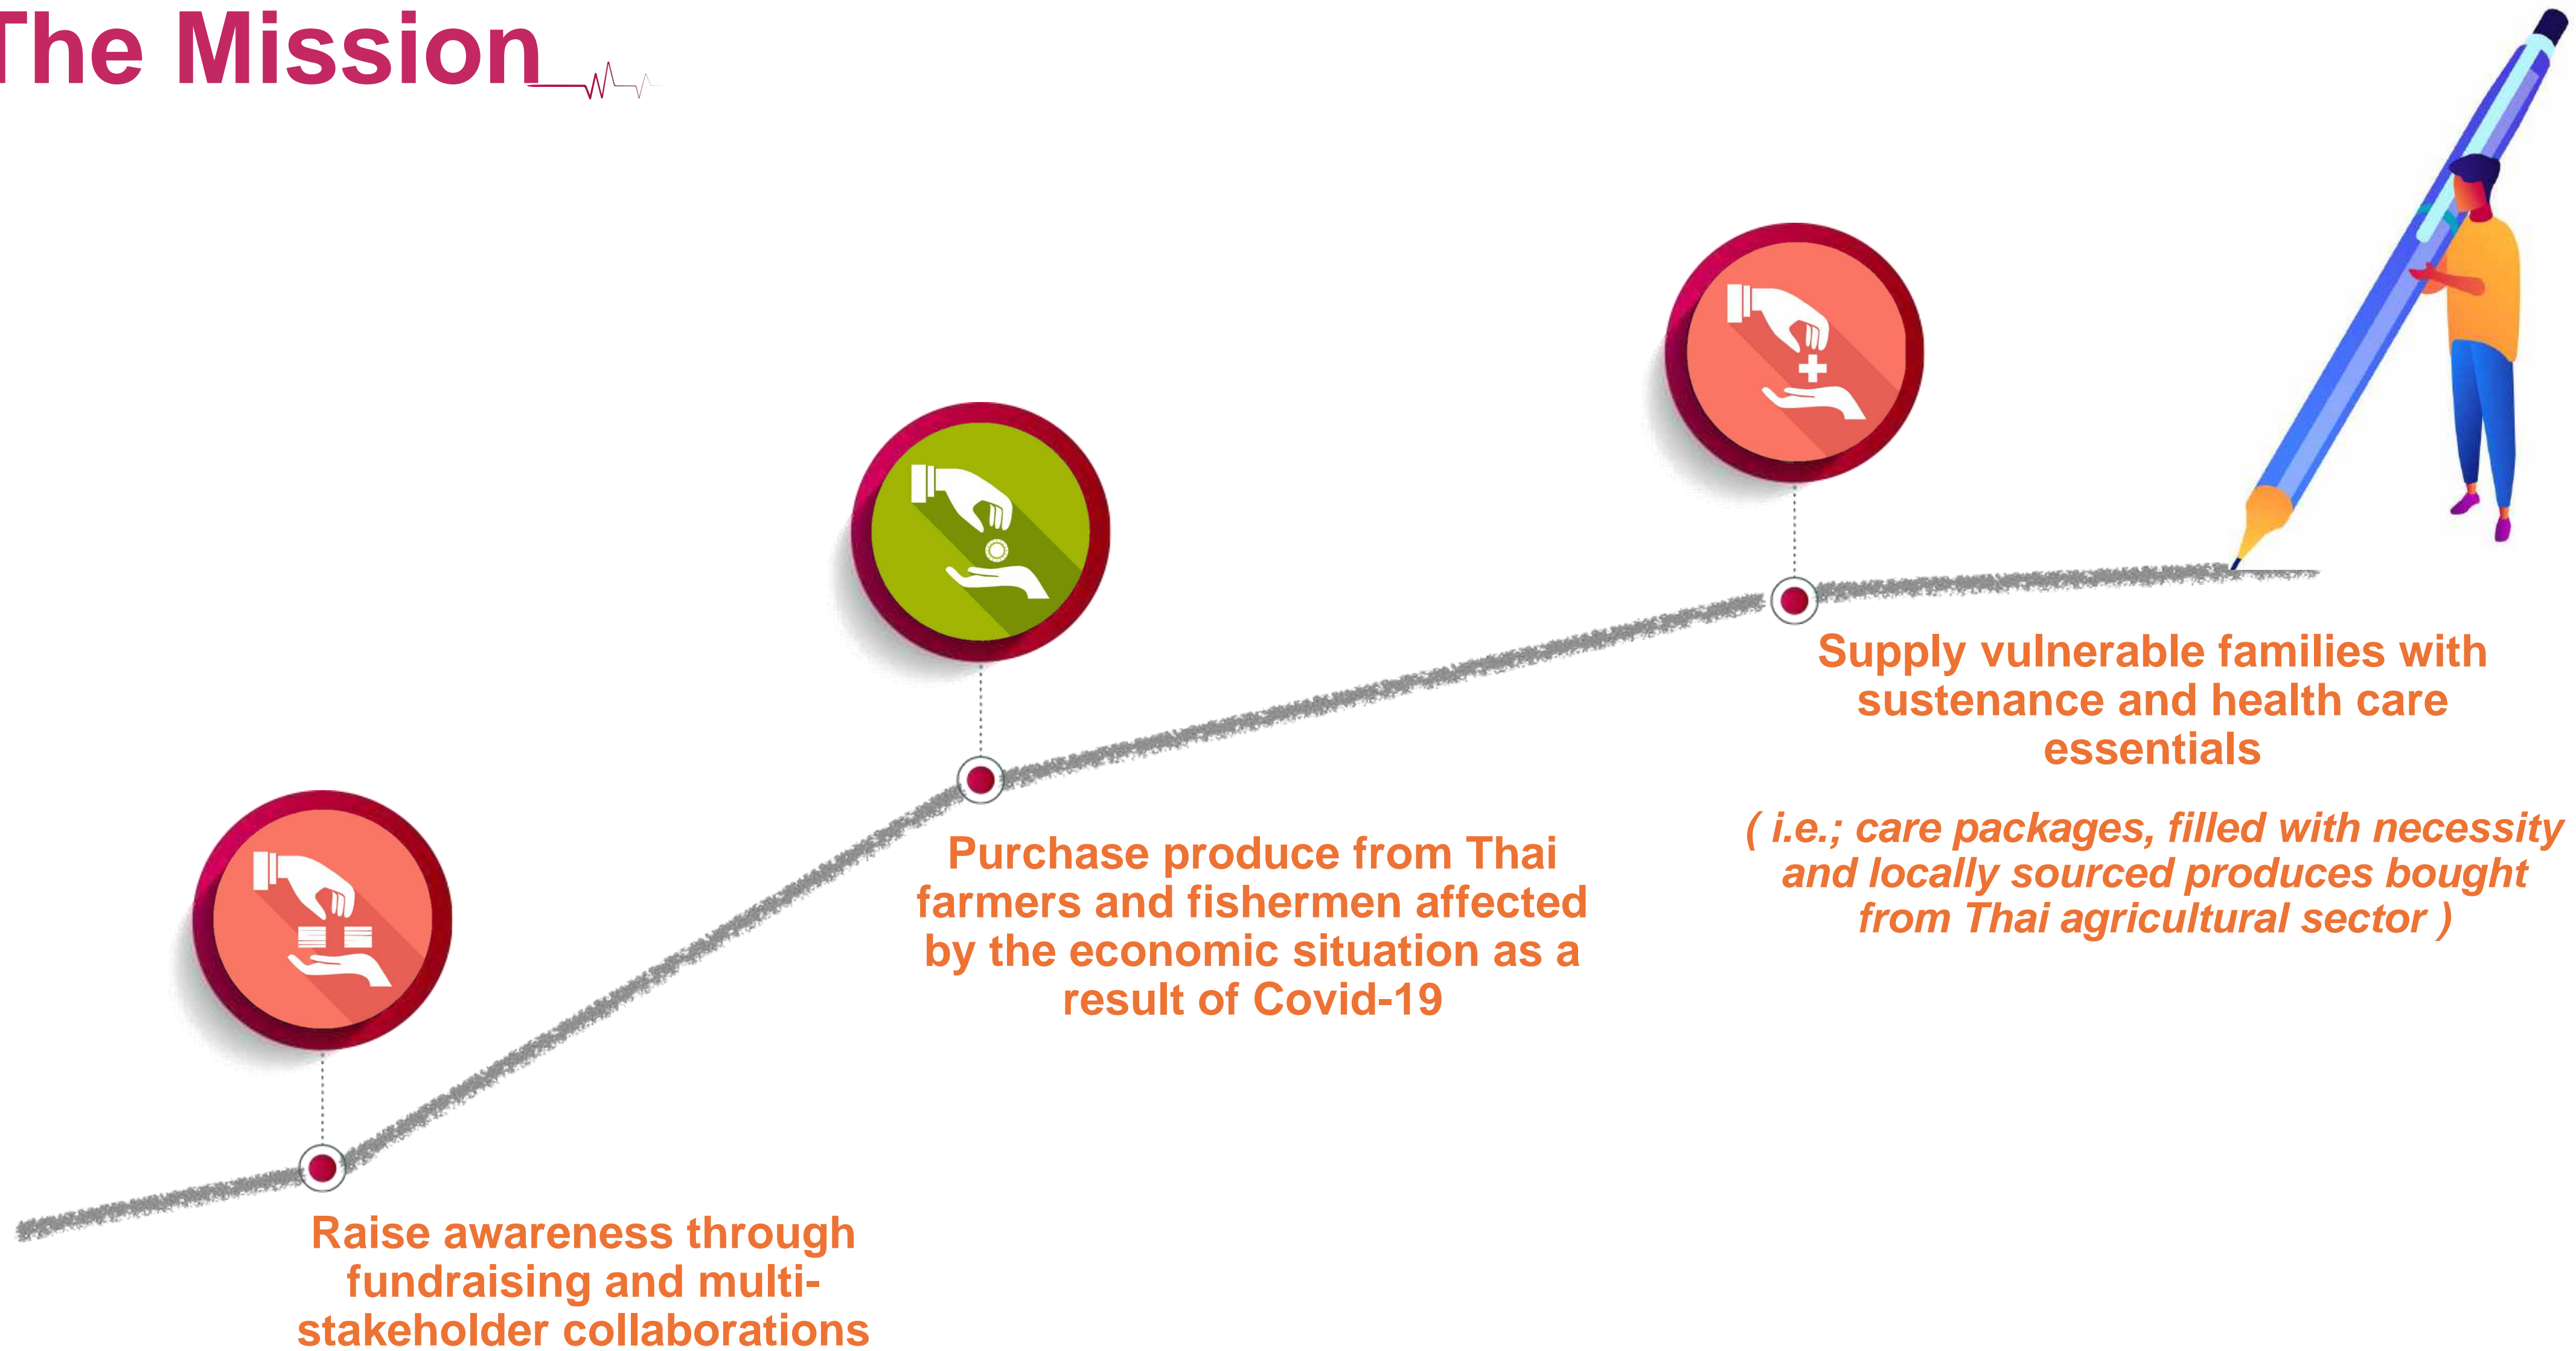 The Mission
Raise awareness through
fundraising and multi-
stakeholder collaborations
Purchase produce from Thai
farmers and fishermen affected
by the economic situation as a
result of Covid-19
Supply vulnerable families with
sustenance and health care
essentials
( i.e.; care packages, filled with necessity
and locally sourced produces bought
from Thai agricultural sector )